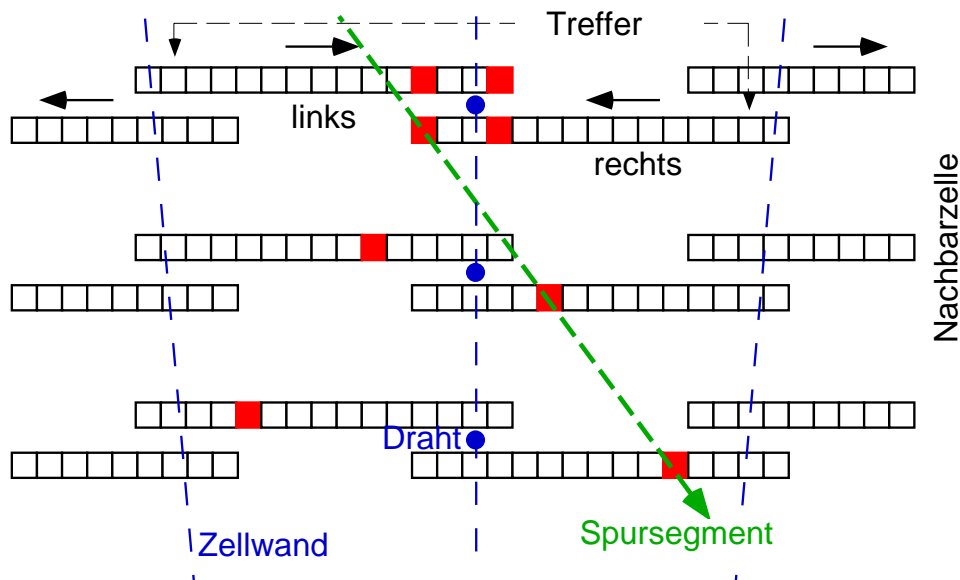 Treffer
links
rechts
Nachbarzelle
Draht
Spursegment
Zellwand